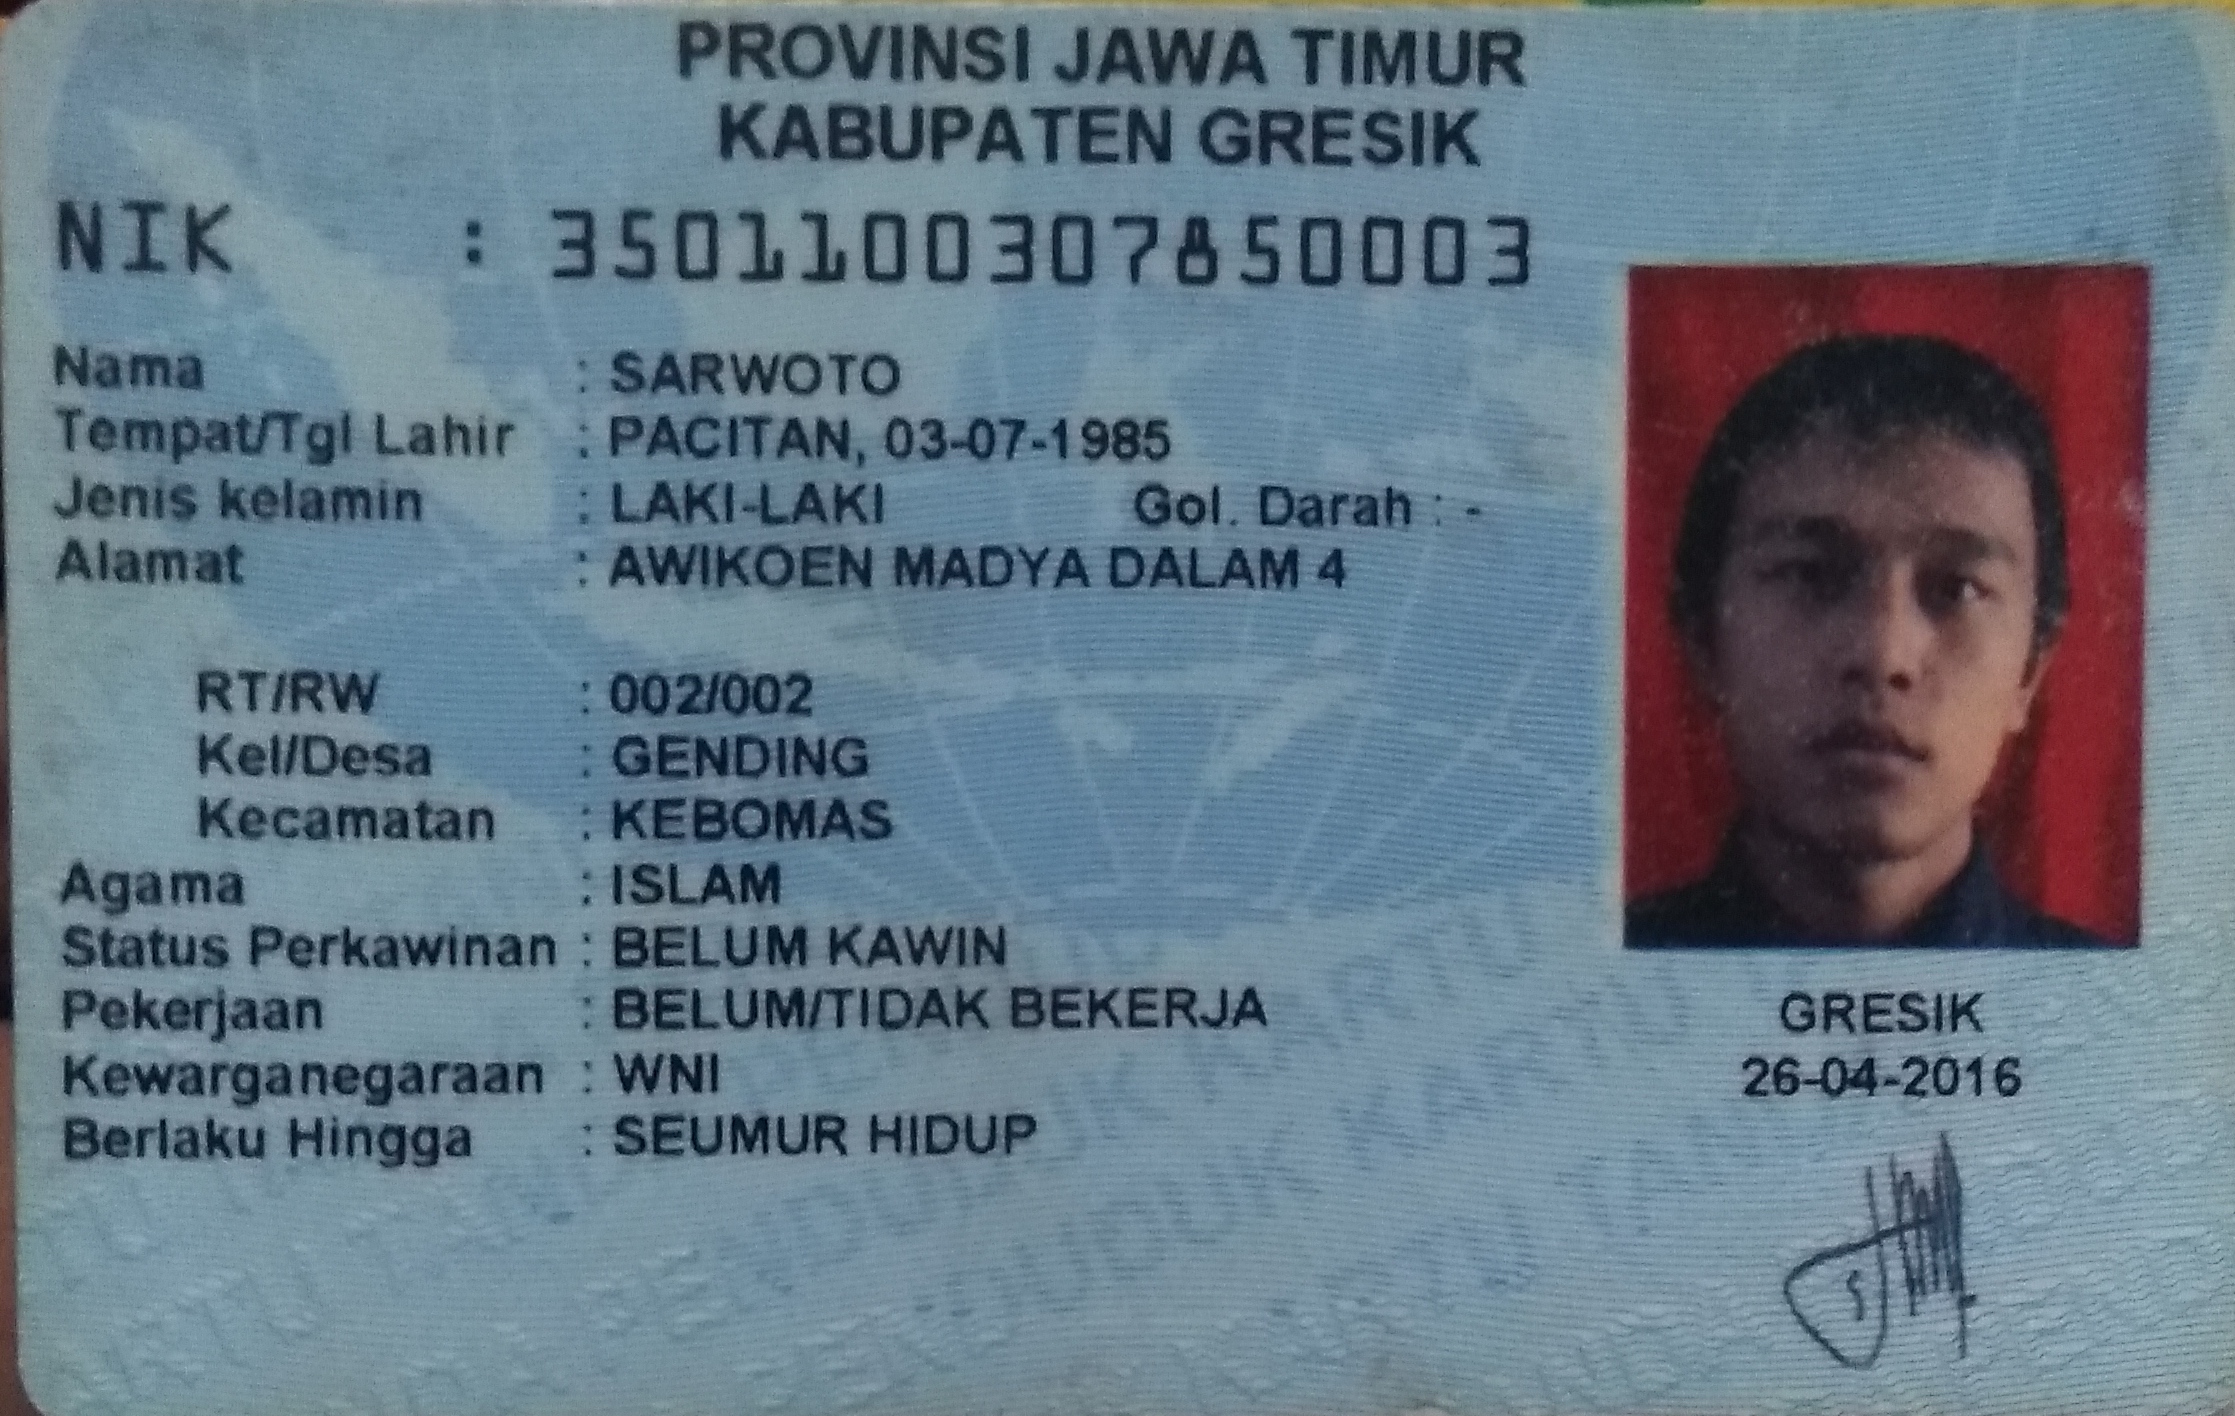 PROVINSI JAWA TIMUR
KABUPATEN GRESIK
NIK : 3501100307850003
Nama : SARWOTO
Tempat/Tgl Lahir : PACITAN, 03-07-1985
Jenis kelamin : LAKI-LAKI Gol. Darah : -
Alamat : AWIKOEN MADYA DALAM 4
RT/RW : 002/002
Kel/Desa : GENDING
Kecamatan : KEBOMAS
Agama : ISLAM
Status Perkawinan : BELUM KAWIN
Pekerjaan : BELUM/TIDAK BEKERJA
Kewarganegaraan : WNI
Berlaku Hingga : SEUMUR HIDUP
GRESIK
26-04-2016